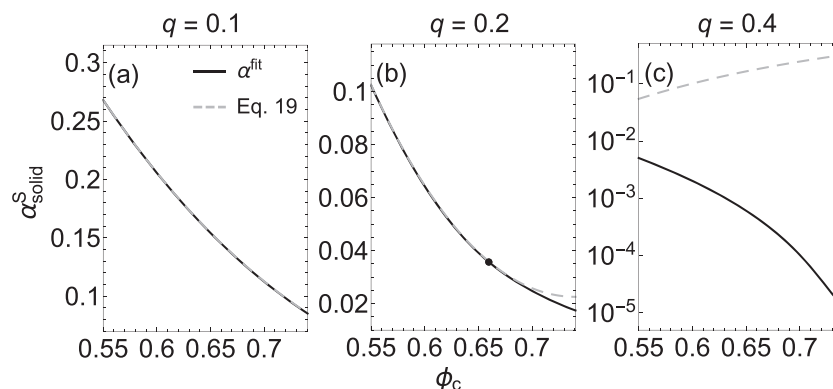 q = 0.1
q = 0.2
q = 0.4
(a)
α^fit
Eq. 19
(b)
(c)
0.3
0.25
0.2
0.15
0.1
0.1
0.08
0.06
0.04
0.02
10⁻¹
10⁻²
10⁻³
10⁻⁴
10⁻⁵
α^S_solid
0.55 0.6 0.65 0.7
0.55 0.6 0.65 0.7
0.55 0.6 0.65 0.7
ϕ_c